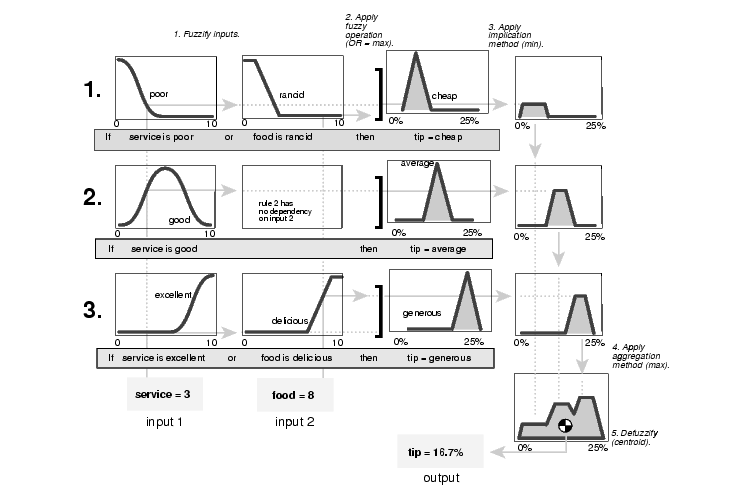 1. Fuzzify inputs.
2. Apply
fuzzy
operation
(OR = max).
3. Apply
implication
method (min).
1.
poor
rancid
cheap
0 10
0 10
0% 25%
0% 25%
If service is poor or food is rancid then tip = cheap
2.
good
rule 2 has
no dependency
on input 2
average
0 10
0% 25%
0% 25%
If service is good then tip = average
3.
excellent
delicious
generous
0 10
0 10
0% 25%
0% 25%
If service is excellent or food is delicious then tip = generous
4. Apply
aggregation
method (max).
service = 3
input 1
food = 8
input 2
5. Defuzzify
(centroid).
0% 25%
tip = 16.7%
output